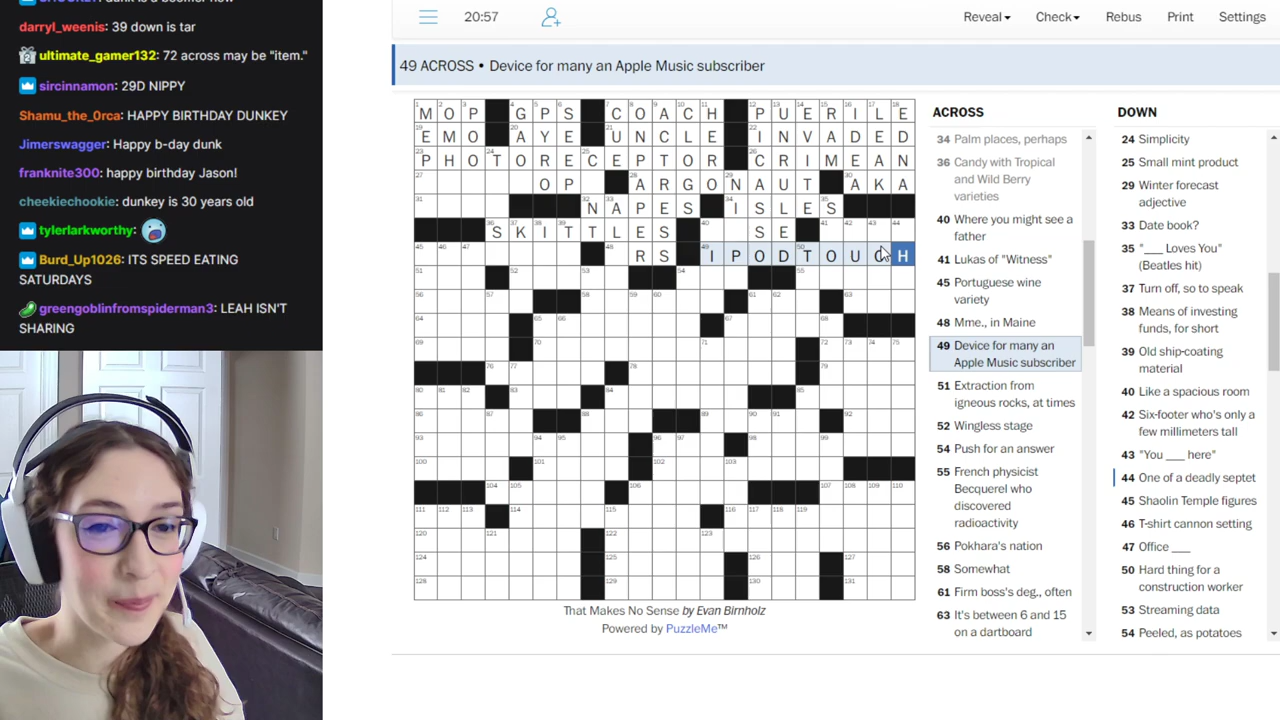 darryl_weenis: 39 down is tar
ultimate_gamer132: 72 across may be "item."
sircinnamon: 29D NIPPY
Shamu_the_Orca: HAPPY BIRTHDAY DUNKEY
Jimerswagger: Happy b-day dunk
franknite300: happy birthday Jason!
cheekiechookie: dunkey is 30 years old
tylerlarkworthy:
Burd_Up1026: ITS SPEED EATING
SATURDAYS
greengoblinfromspiderman3: LEAH ISN'T
SHARING
20:57
Reveal
Check
Rebus
Print
Settings
49 ACROSS • Device for many an Apple Music subscriber
MOP GPS COACH PUERILE
EMO AYE UNCLE INVADED
PHOTORECEPTOR CRIMEAN
OP ARGONAUT AKA
NAPES ISLES
SKITTLES SE
RS IPODTOUCH
That Makes No Sense by Evan Birnholz
Powered by PuzzleMe™
ACROSS
34 Palm places, perhaps
36 Candy with Tropical
and Wild Berry
varieties
40 Where you might see a
father
41 Lukas of "Witness"
45 Portuguese wine
variety
48 Mme., in Maine
49 Device for many an
Apple Music subscriber
51 Extraction from
igneous rocks, at times
52 Wingless stage
54 Push for an answer
55 French physicist
Becquerel who
discovered
radioactivity
56 Pokhara's nation
58 Somewhat
61 Firm boss's deg., often
63 It's between 6 and 15
on a dartboard
DOWN
24 Simplicity
25 Small mint product
29 Winter forecast
adjective
33 Date book?
35 "___ Loves You"
(Beatles hit)
37 Turn off, so to speak
38 Means of investing
funds, for short
39 Old ship-coating
material
40 Like a spacious room
42 Six-footer who's only a
few millimeters tall
43 "You ___ here"
44 One of a deadly septet
45 Shaolin Temple figures
46 T-shirt cannon setting
47 Office ___
50 Hard thing for a
construction worker
53 Streaming data
54 Peeled, as potatoes